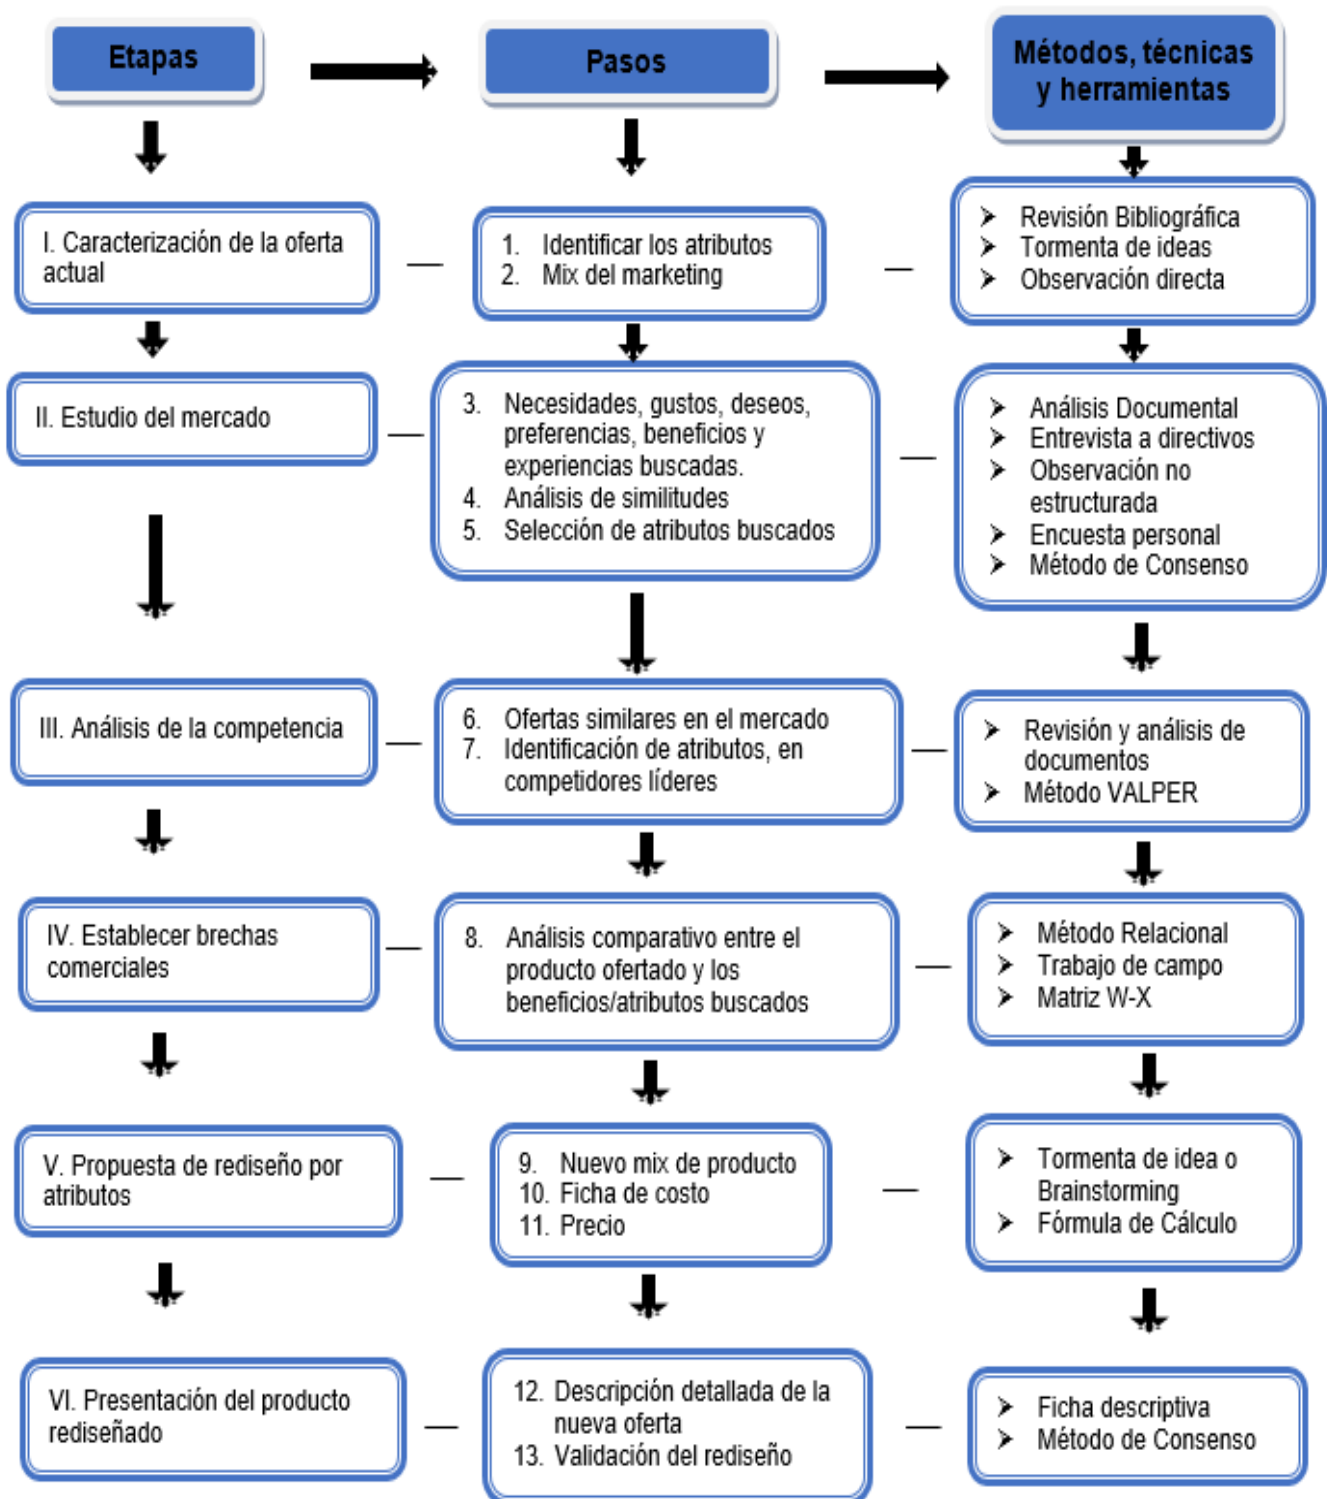 Etapas
Pasos
Métodos, técnicas
y herramientas
I. Caracterización de la oferta
actual
1. Identificar los atributos
2. Mix del marketing
➢ Revisión Bibliográfica
➢ Tormenta de ideas
➢ Observación directa
II. Estudio del mercado
3. Necesidades, gustos, deseos,
preferencias, beneficios y
experiencias buscadas.
4. Análisis de similitudes
5. Selección de atributos buscados
➢ Análisis Documental
➢ Entrevista a directivos
➢ Observación no
estructurada
➢ Encuesta personal
➢ Método de Consenso
III. Análisis de la competencia
6. Ofertas similares en el mercado
7. Identificación de atributos, en
competidores líderes
➢ Revisión y análisis de
documentos
➢ Método VALPER
IV. Establecer brechas
comerciales
8. Análisis comparativo entre el
producto ofertado y los
beneficios/atributos buscados
➢ Método Relacional
➢ Trabajo de campo
➢ Matriz W-X
V. Propuesta de rediseño por
atributos
9. Nuevo mix de producto
10. Ficha de costo
11. Precio
➢ Tormenta de idea o
Brainstorming
➢ Fórmula de Cálculo
VI. Presentación del producto
rediseñado
12. Descripción detallada de la
nueva oferta
13. Validación del rediseño
➢ Ficha descriptiva
➢ Método de Consenso